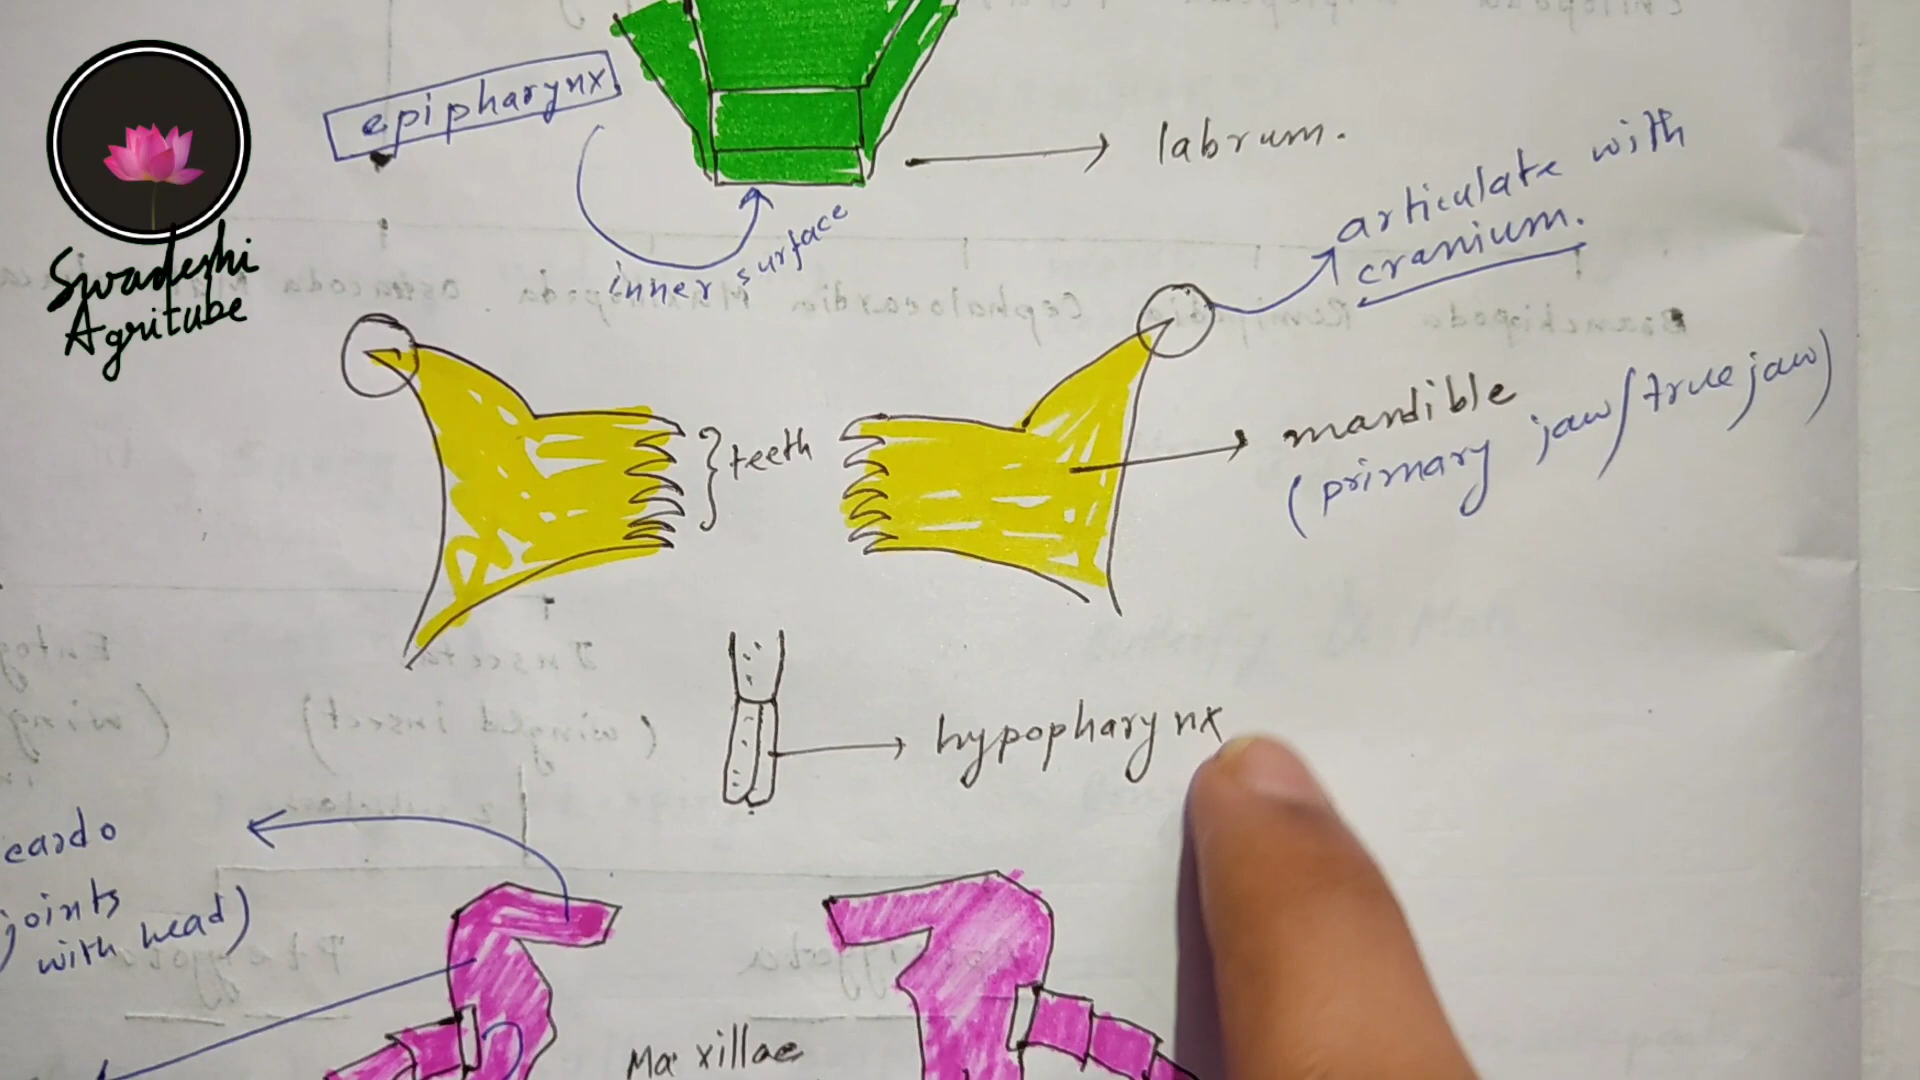 epipharynx
labrum.
inner surface
articulate with
cranium.
Swadeshi
Agritube
teeth
mandible
(primary jaw/true jaw)
hypopharynx
cardo
joints
with head)
Maxillae